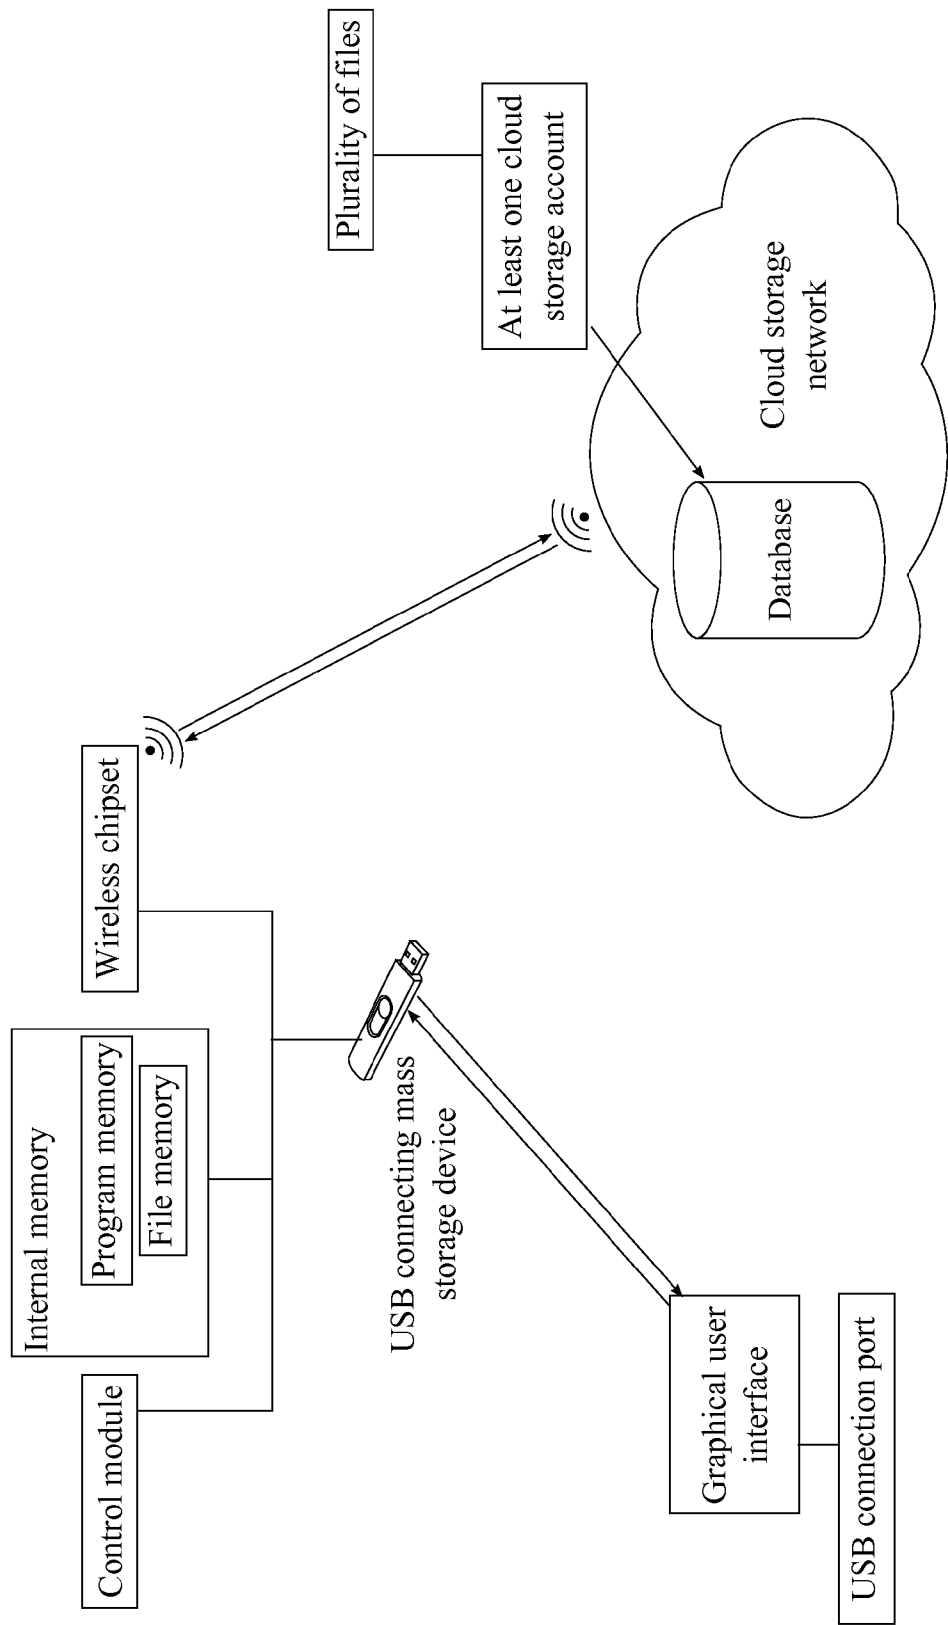 Control module
Internal memory
Program memory
File memory
Wireless chipset
USB connecting mass
storage device
Graphical user
interface
USB connection port
Plurality of files
At least one cloud
storage account
Cloud storage
network
Database